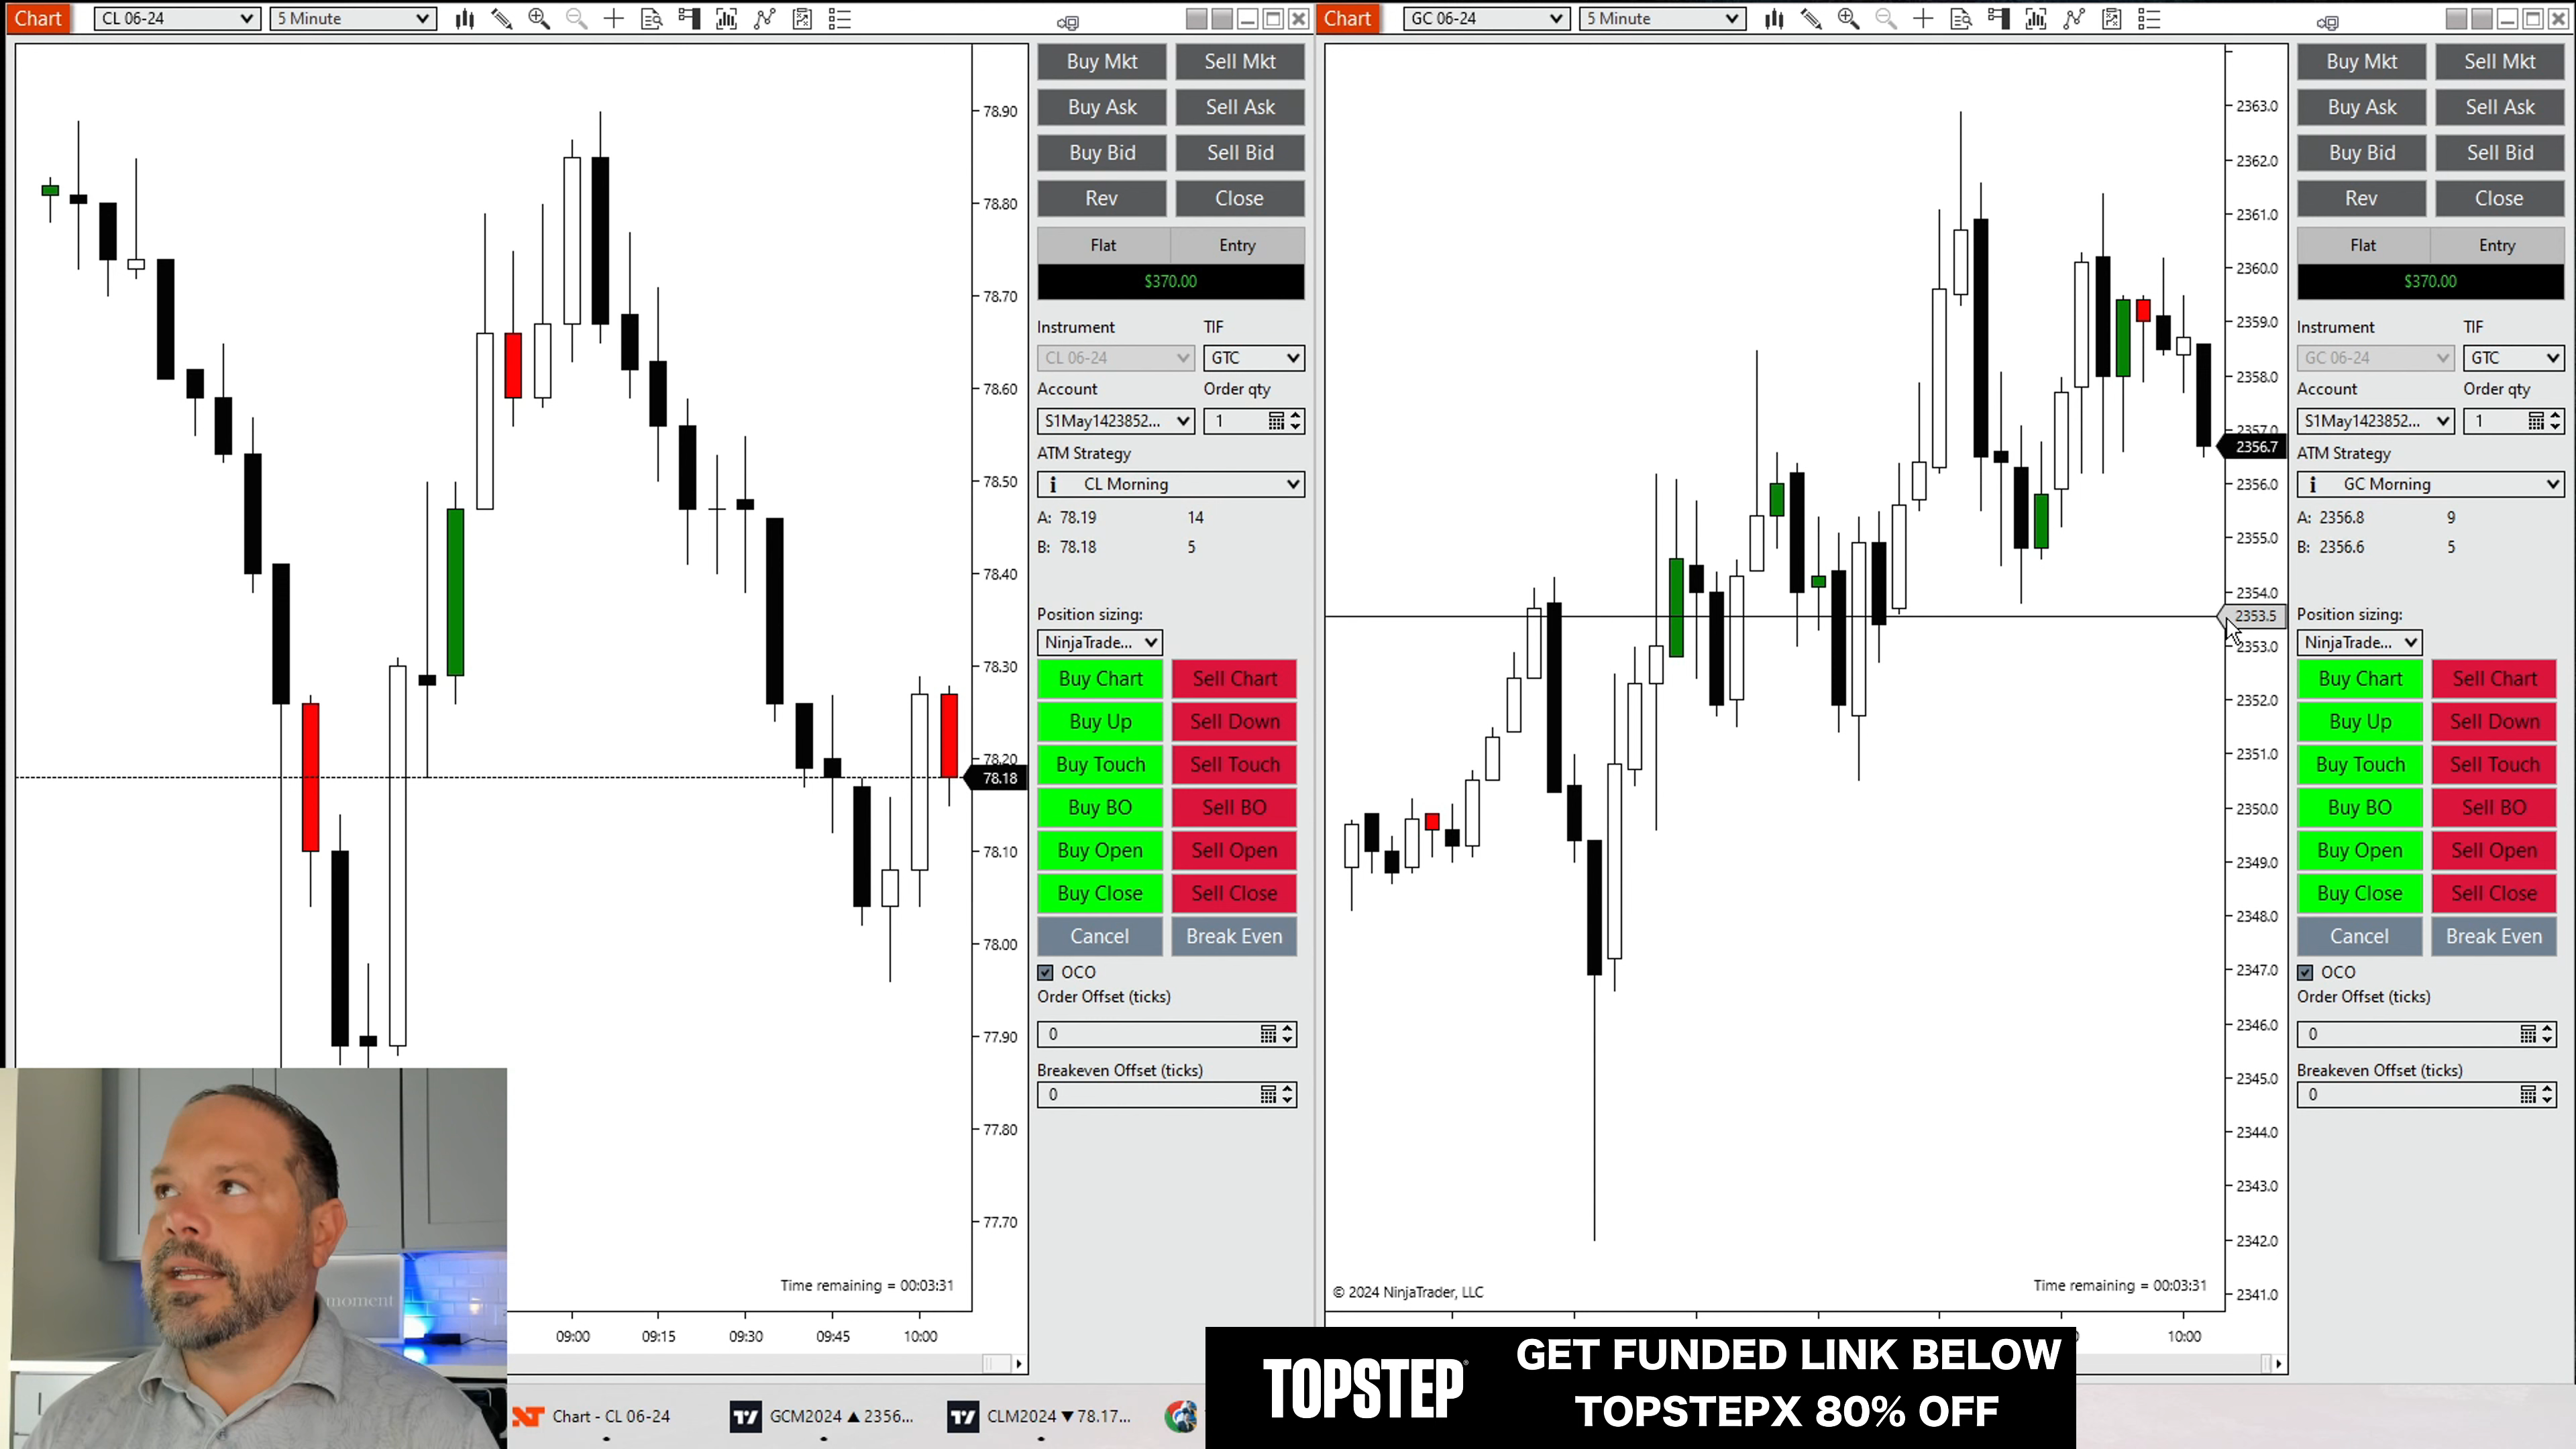 Chart
CL 06-24
5 Minute
Chart
GC 06-24
5 Minute
78.90
78.80
78.70
78.60
78.50
78.40
78.30
78.20
78.18
78.10
78.00
77.90
77.80
77.70
Time remaining = 00:03:31
09:00
09:15
09:30
09:45
10:00
Buy Mkt
Sell Mkt
Buy Ask
Sell Ask
Buy Bid
Sell Bid
Rev
Close
Flat
Entry
$370.00
Instrument
TIF
CL 06-24
GTC
Account
Order qty
S1May1423852...
1
ATM Strategy
i CL Morning
A: 78.19 14
B: 78.18 5
Position sizing:
NinjaTrade...
Buy Chart
Sell Chart
Buy Up
Sell Down
Buy Touch
Sell Touch
Buy BO
Sell BO
Buy Open
Sell Open
Buy Close
Sell Close
Cancel
Break Even
OCO
Order Offset (ticks)
0
Breakeven Offset (ticks)
0
2363.0
2362.0
2361.0
2360.0
2359.0
2358.0
2357.0
2356.7
2356.0
2355.0
2354.0
2353.5
2353.0
2352.0
2351.0
2350.0
2349.0
2348.0
2347.0
2346.0
2345.0
2344.0
2343.0
2342.0
2341.0
© 2024 NinjaTrader, LLC
Time remaining = 00:03:31
10:00
Buy Mkt
Sell Mkt
Buy Ask
Sell Ask
Buy Bid
Sell Bid
Rev
Close
Flat
Entry
$370.00
Instrument
TIF
GC 06-24
GTC
Account
Order qty
S1May1423852...
1
ATM Strategy
i GC Morning
A: 2356.8 9
B: 2356.6 5
Position sizing:
NinjaTrade...
Buy Chart
Sell Chart
Buy Up
Sell Down
Buy Touch
Sell Touch
Buy BO
Sell BO
Buy Open
Sell Open
Buy Close
Sell Close
Cancel
Break Even
OCO
Order Offset (ticks)
0
Breakeven Offset (ticks)
0
moment
Chart - CL 06-24
GCM2024 ▲ 2356...
CLM2024 ▼ 78.17...
TOPSTEP
GET FUNDED LINK BELOW
TOPSTEPX 80% OFF